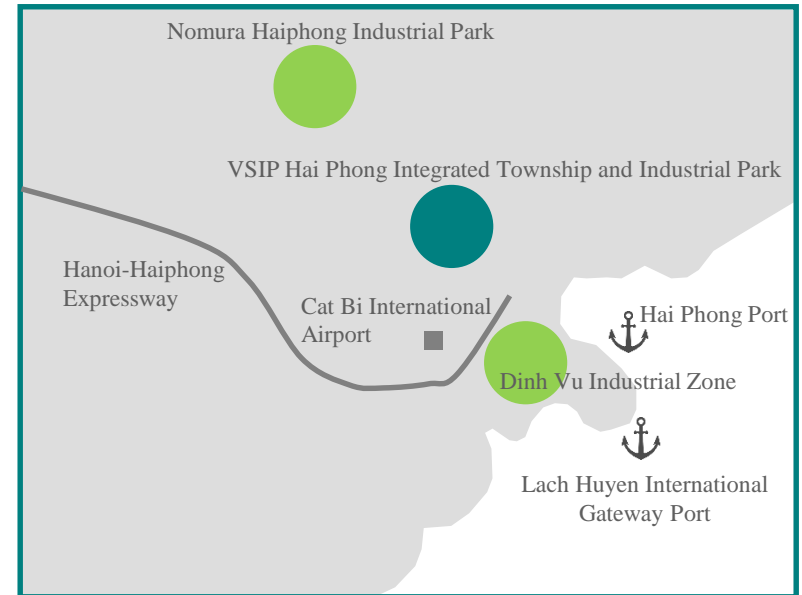 Nomura Haiphong Industrial Park
VSIP Hai Phong Integrated Township and Industrial Park
Hanoi-Haiphong
Expressway
Cat Bi International
Airport
Hai Phong Port
Dinh Vu Industrial Zone
Lach Huyen International
Gateway Port